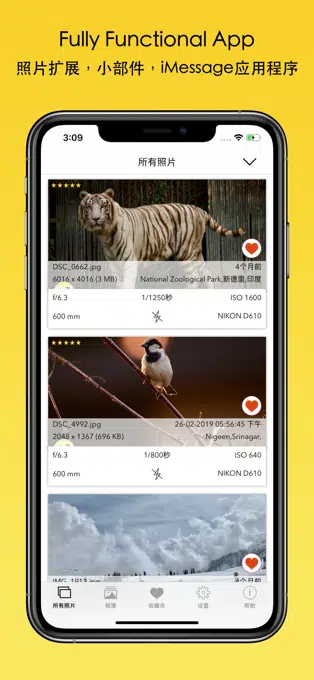 Fully Functional App
照片扩展，小部件，iMessage应用程序
3:09
所有照片
DSC_0662.jpg 4个月前
6016 x 4016 (3 MB) National Zoological Park,新德里,印度
f/6.3 1/1250秒 ISO 1600
600 mm NIKON D610
DSC_4992.jpg 26-02-2019 05:56:45 下午
2048 x 1367 (696 KB) Nigeen,Srinagar,
f/6.3 1/800秒 ISO 640
600 mm NIKON D610
IMG_1913.jpg 4个月前
所有照片 相簿 收藏夹 设置 帮助